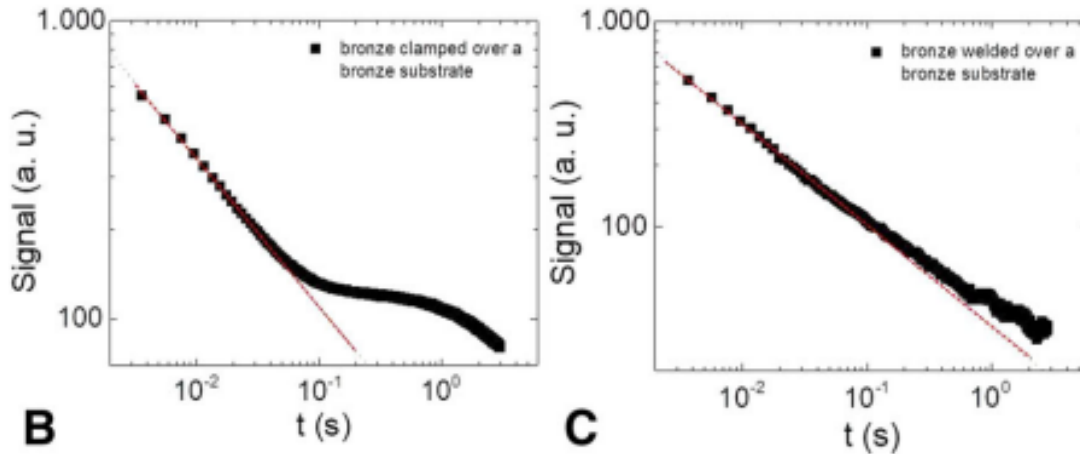 1.000
bronze clamped over a
bronze substrate
Signal (a. u.)
100
10⁻²
10⁻¹
10⁰
t (s)
B
1.000
bronze welded over a
bronze substrate
Signal (a. u.)
100
10⁻²
10⁻¹
10⁰
t (s)
C